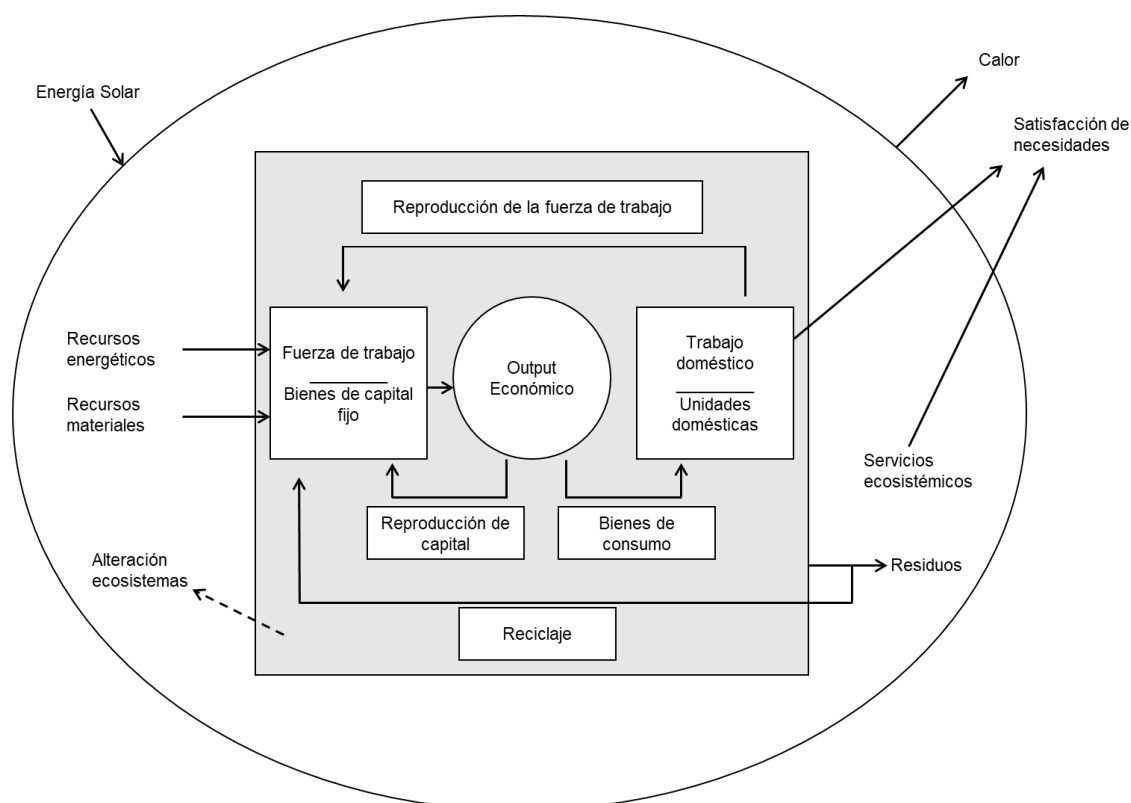 Calor
Energía Solar
Satisfacción de
necesidades
Reproducción de la fuerza de trabajo
Recursos
energéticos
Recursos
materiales
Fuerza de trabajo
Bienes de capital
fijo
Output
Económico
Trabajo
doméstico
Unidades
domésticas
Servicios
ecosistémicos
Reproducción de
capital
Bienes de
consumo
Alteración
ecosistemas
Residuos
Reciclaje